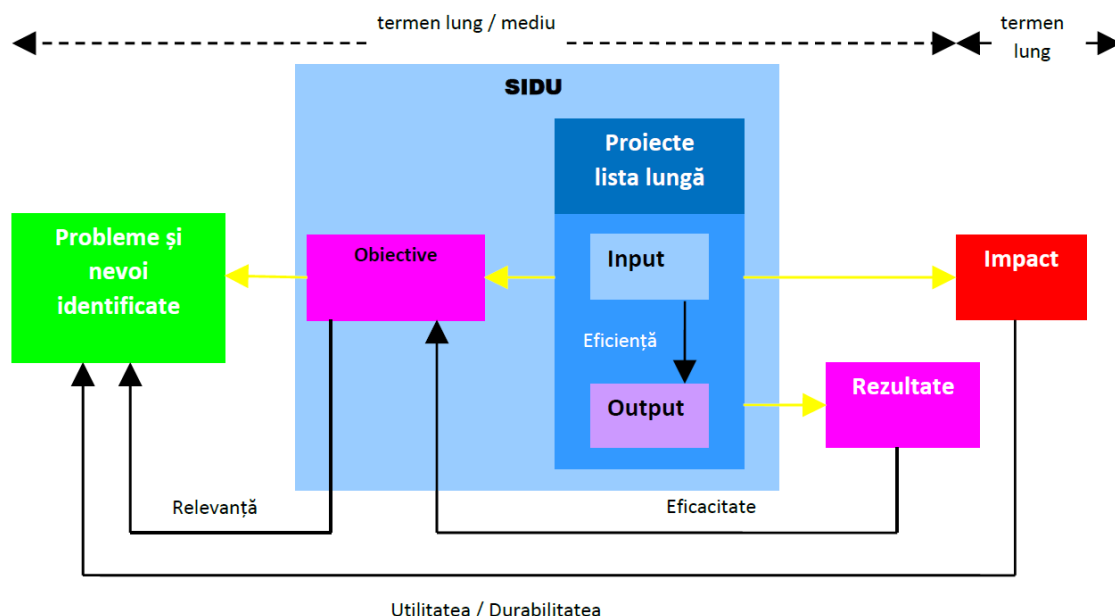 termen lung / mediu
termen
lung
SIDU
Proiecte
lista lungă
Probleme și
nevoi
identificate
Obiective
Input
Impact
Eficiență
Output
Rezultate
Relevanță
Eficacitate
Utilitatea / Durabilitatea